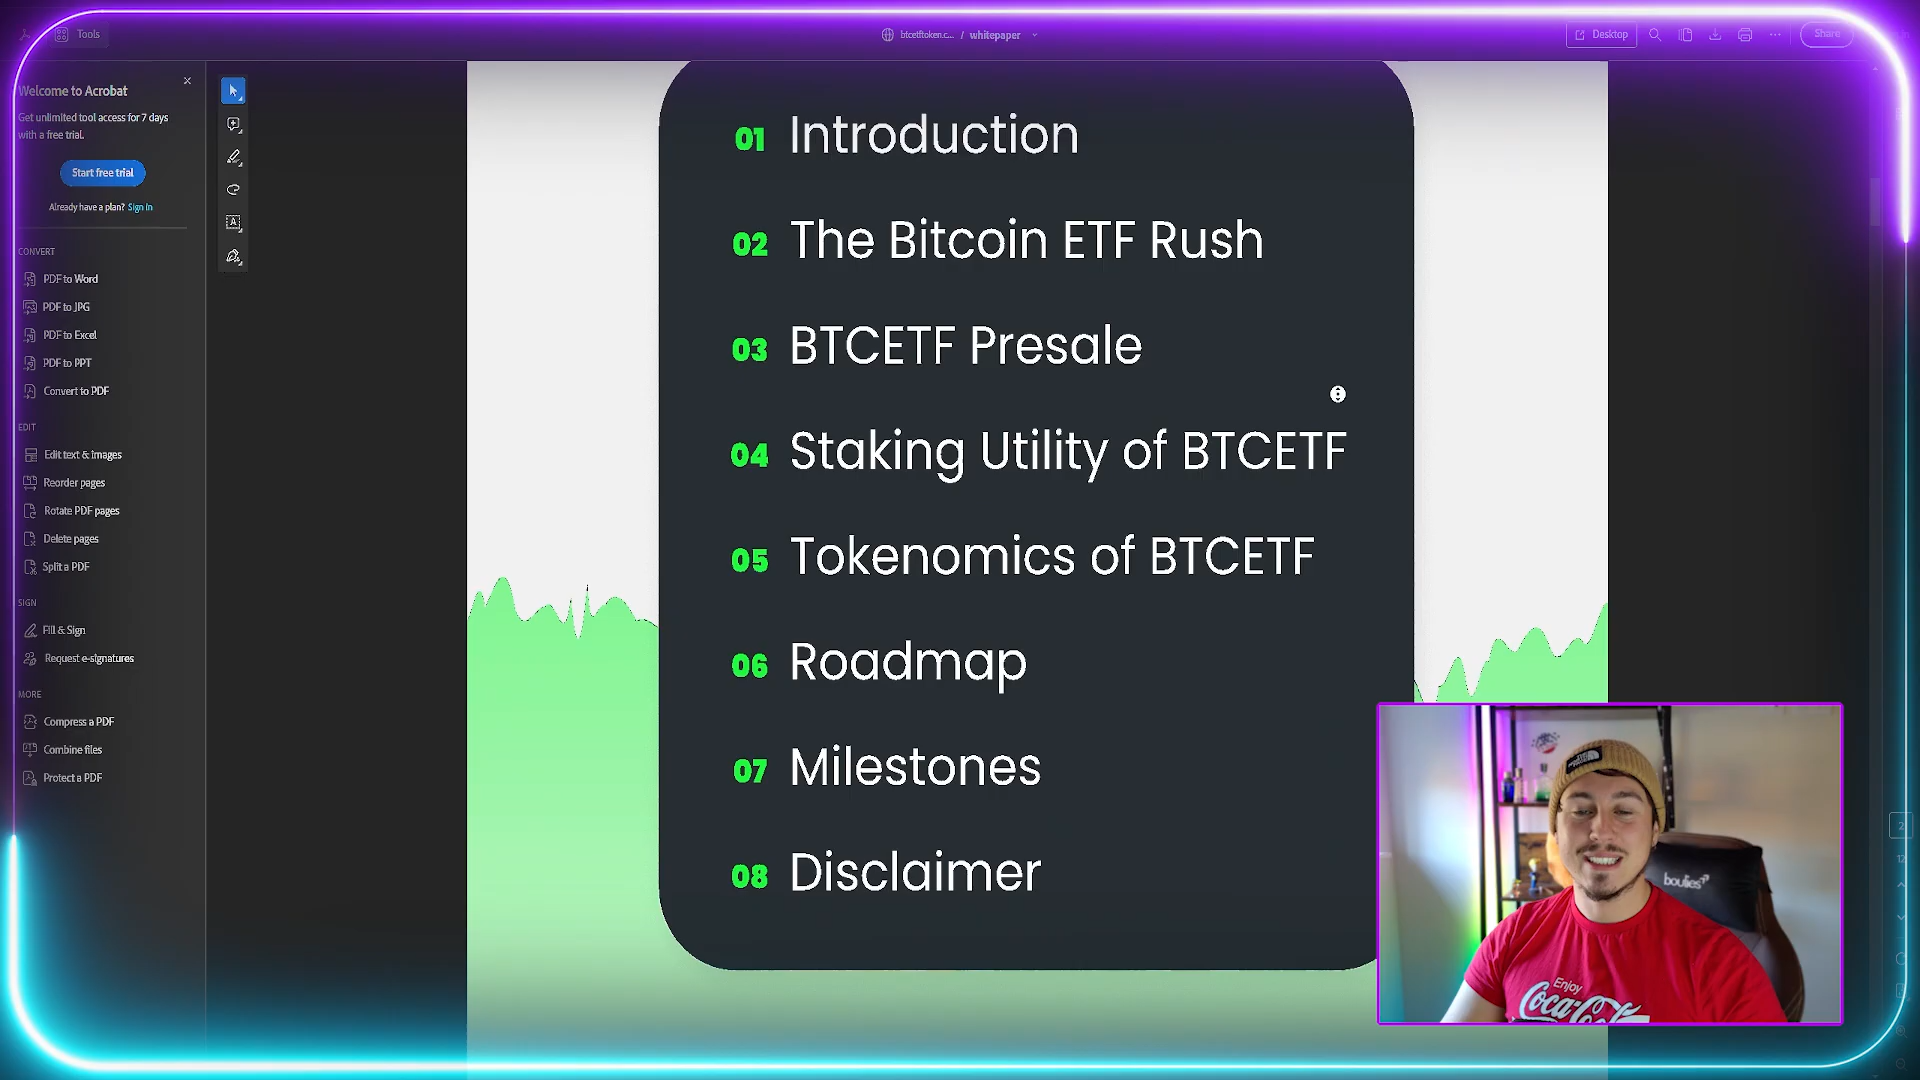 Tools
btcetftoken.c... / whitepaper
Desktop
Share
Welcome to Acrobat
Get unlimited tool access for 7 days
with a free trial.
Start free trial
Already have a plan? Sign in
CONVERT
PDF to Word
PDF to JPG
PDF to Excel
PDF to PPT
Convert to PDF
EDIT
Edit text & images
Reorder pages
Rotate PDF pages
Delete pages
Split a PDF
SIGN
Fill & Sign
Request e-signatures
MORE
Compress a PDF
Combine files
Protect a PDF
01 Introduction
02 The Bitcoin ETF Rush
03 BTCETF Presale
04 Staking Utility of BTCETF
05 Tokenomics of BTCETF
06 Roadmap
07 Milestones
08 Disclaimer
2
12
bouties
Enjoy
Coca-Cola